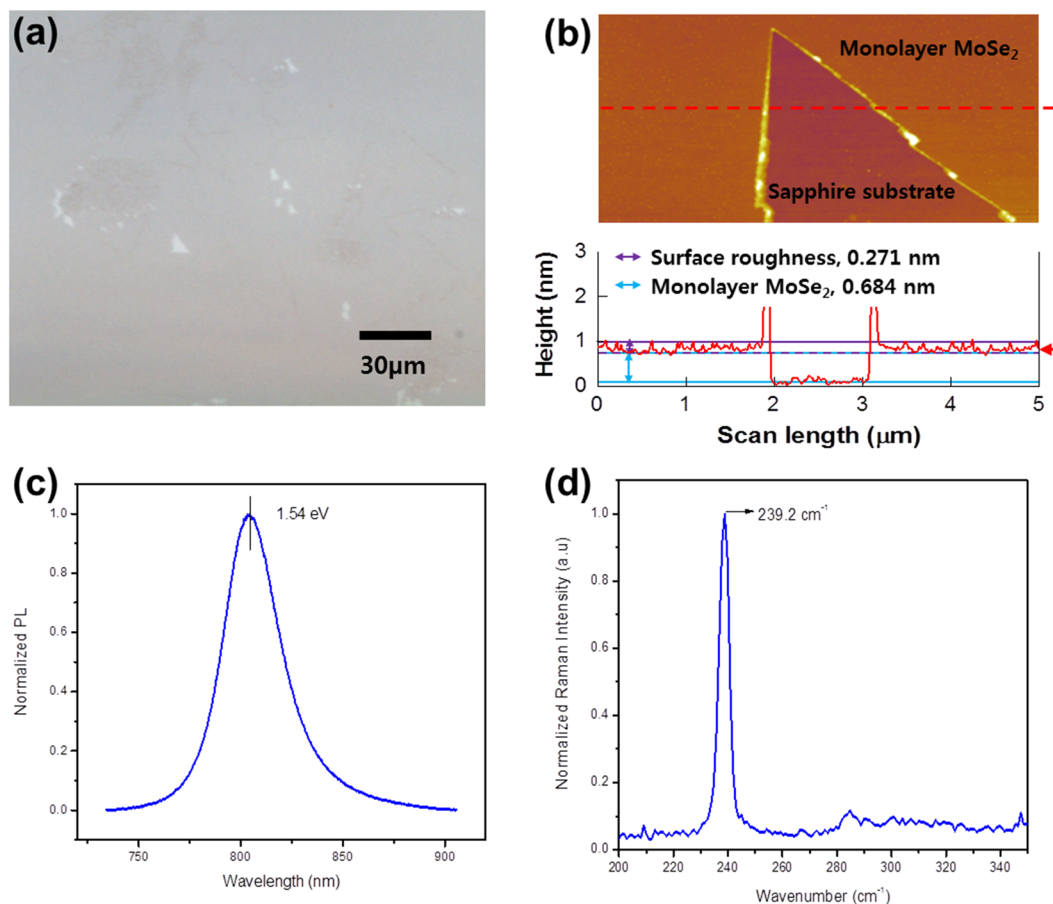 (a)
30μm
(b)
Monolayer MoSe₂
Sapphire substrate
Surface roughness, 0.271 nm
Monolayer MoSe₂, 0.684 nm
Height (nm)
3
2
1
0
0 1 2 3 4 5
Scan length (μm)
(c)
1.54 eV
Normalized PL
1.0
0.8
0.6
0.4
0.2
0.0
750 800 850 900
Wavelength (nm)
(d)
239.2 cm⁻¹
Normalized Raman Intensity (a.u)
1.0
0.8
0.6
0.4
0.2
0.0
200 220 240 260 280 300 320 340
Wavenumber (cm⁻¹)